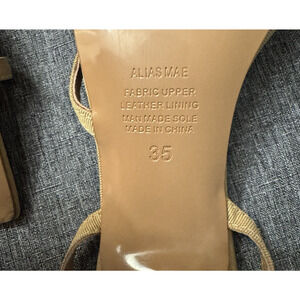 ALIAS MAE
FABRIC UPPER
LEATHER LINING
MAN MADE SOLE
MADE IN CHINA
35